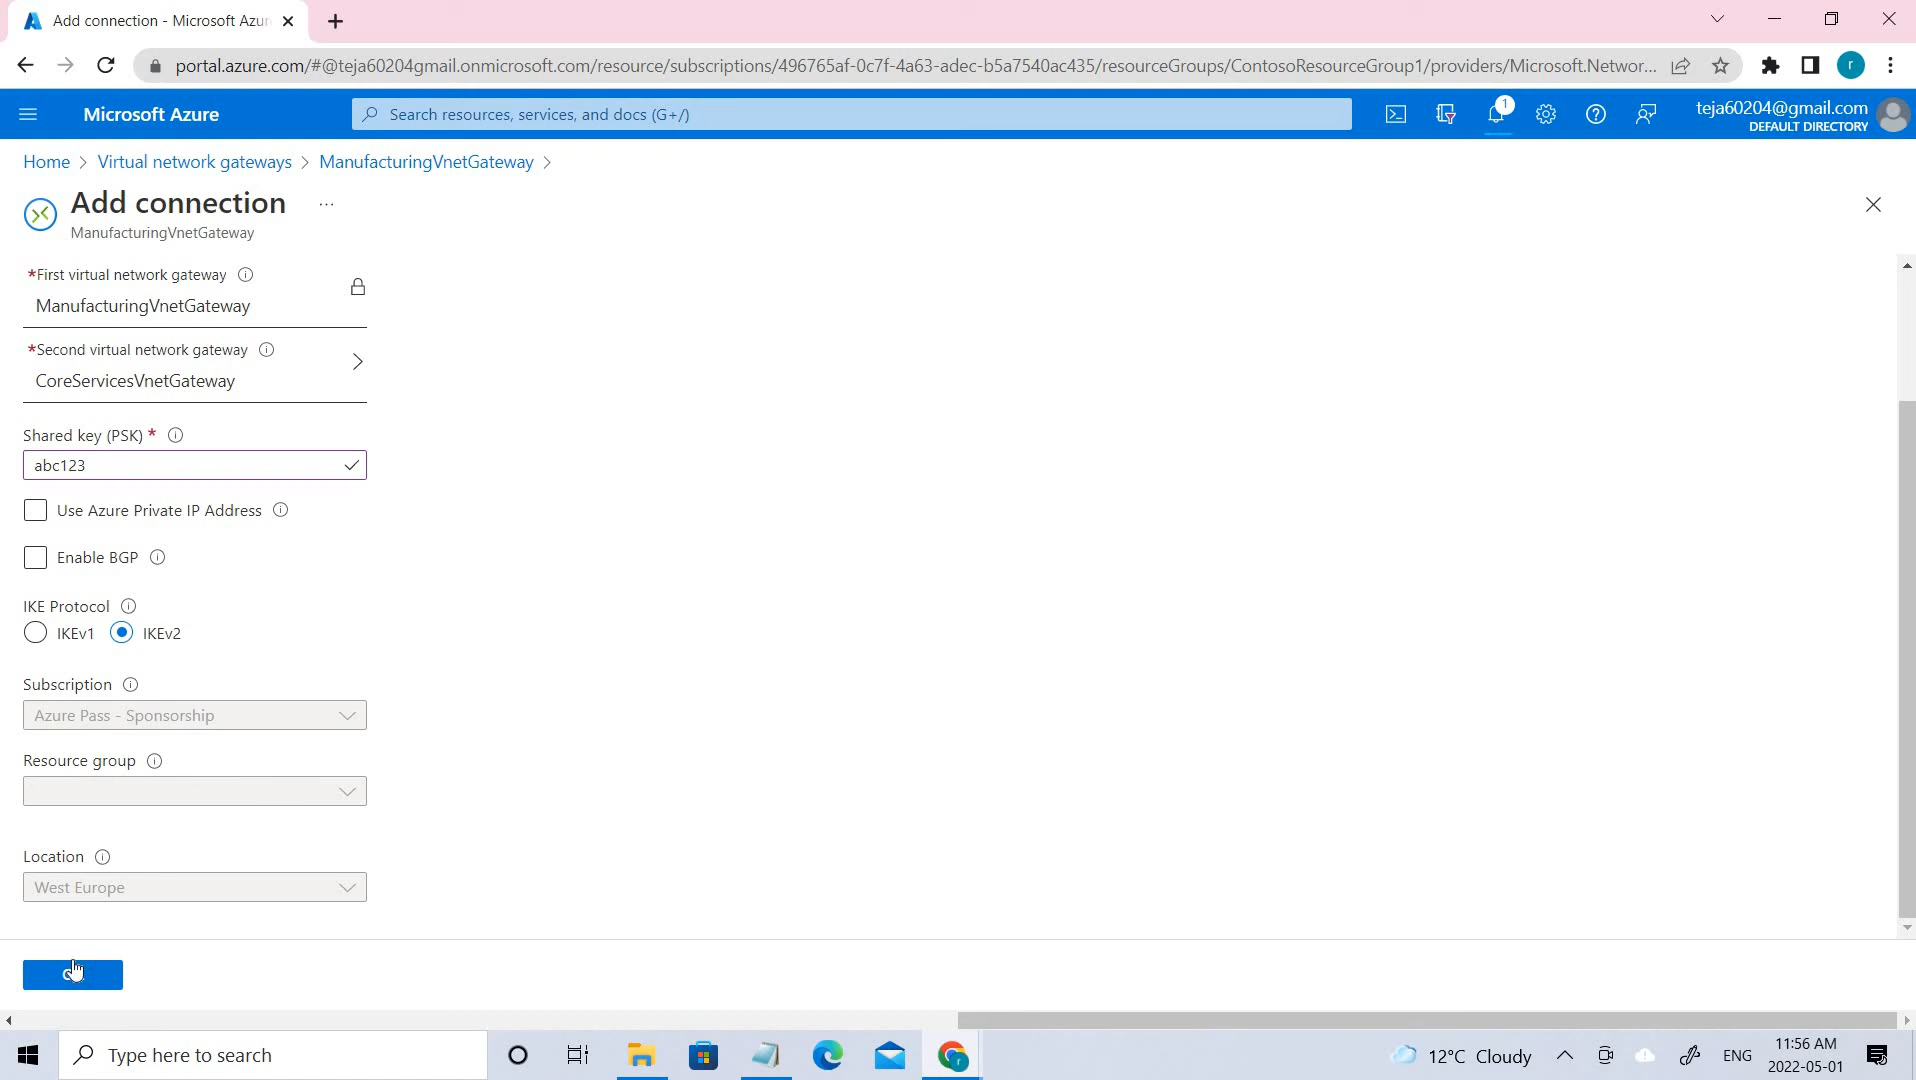 Add connection - Microsoft Azur
portal.azure.com/#@teja60204gmail.onmicrosoft.com/resource/subscriptions/496765af-0c7f-4a63-adec-b5a7540ac435/resourceGroups/ContosoResourceGroup1/providers/Microsoft.Networ...
r
Microsoft Azure
Search resources, services, and docs (G+/)
1
teja60204@gmail.com
DEFAULT DIRECTORY
Home > Virtual network gateways > ManufacturingVnetGateway >
Add connection ...
ManufacturingVnetGateway
*First virtual network gateway
ManufacturingVnetGateway
*Second virtual network gateway
CoreServicesVnetGateway
Shared key (PSK) *
abc123
Use Azure Private IP Address
Enable BGP
IKE Protocol
IKEv1 IKEv2
Subscription
Azure Pass - Sponsorship
Resource group
Location
West Europe
Type here to search
12°C Cloudy
ENG
11:56 AM
2022-05-01